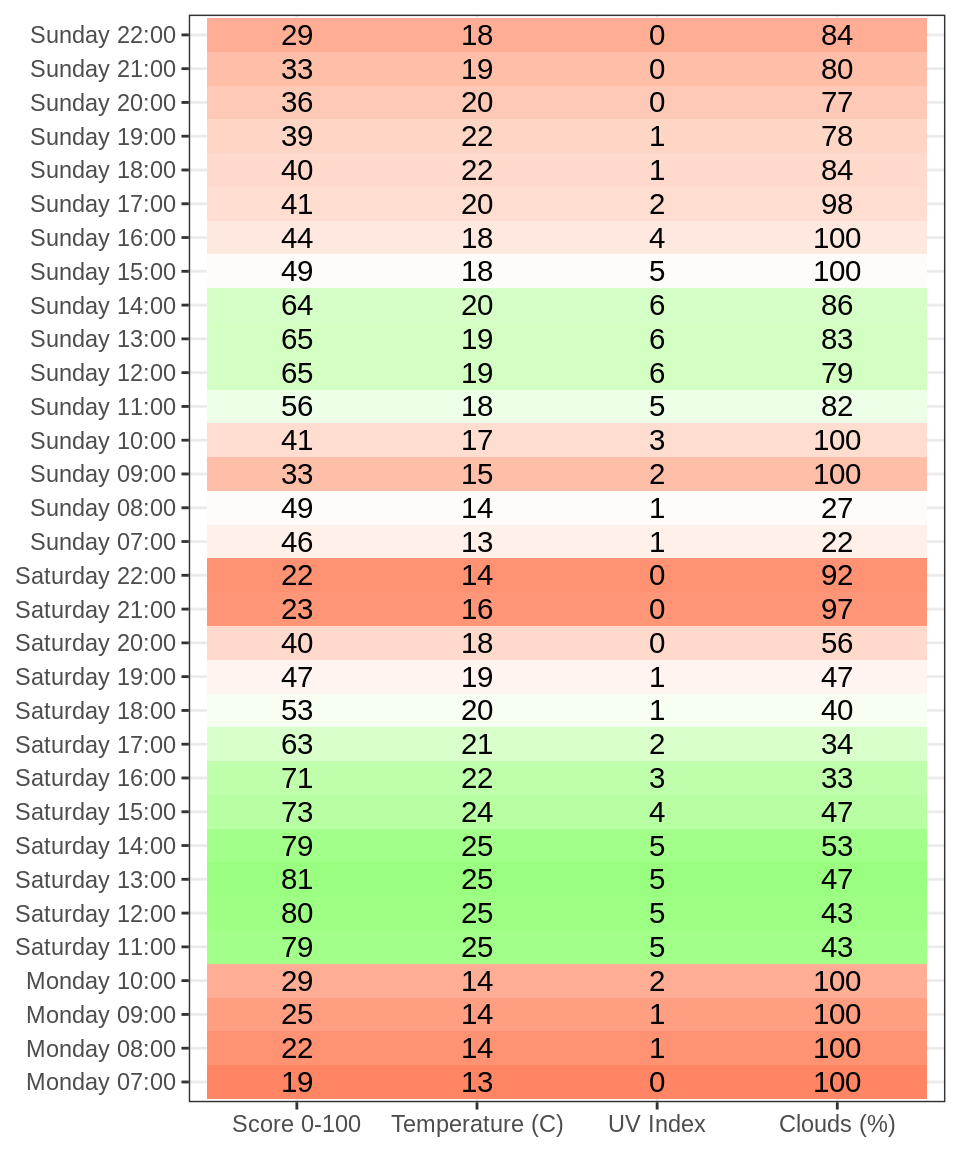 Sunday 22:00 29 18 0 84
Sunday 21:00 33 19 0 80
Sunday 20:00 36 20 0 77
Sunday 19:00 39 22 1 78
Sunday 18:00 40 22 1 84
Sunday 17:00 41 20 2 98
Sunday 16:00 44 18 4 100
Sunday 15:00 49 18 5 100
Sunday 14:00 64 20 6 86
Sunday 13:00 65 19 6 83
Sunday 12:00 65 19 6 79
Sunday 11:00 56 18 5 82
Sunday 10:00 41 17 3 100
Sunday 09:00 33 15 2 100
Sunday 08:00 49 14 1 27
Sunday 07:00 46 13 1 22
Saturday 22:00 22 14 0 92
Saturday 21:00 23 16 0 97
Saturday 20:00 40 18 0 56
Saturday 19:00 47 19 1 47
Saturday 18:00 53 20 1 40
Saturday 17:00 63 21 2 34
Saturday 16:00 71 22 3 33
Saturday 15:00 73 24 4 47
Saturday 14:00 79 25 5 53
Saturday 13:00 81 25 5 47
Saturday 12:00 80 25 5 43
Saturday 11:00 79 25 5 43
Monday 10:00 29 14 2 100
Monday 09:00 25 14 1 100
Monday 08:00 22 14 1 100
Monday 07:00 19 13 0 100
Score 0-100 Temperature (C) UV Index Clouds (%)